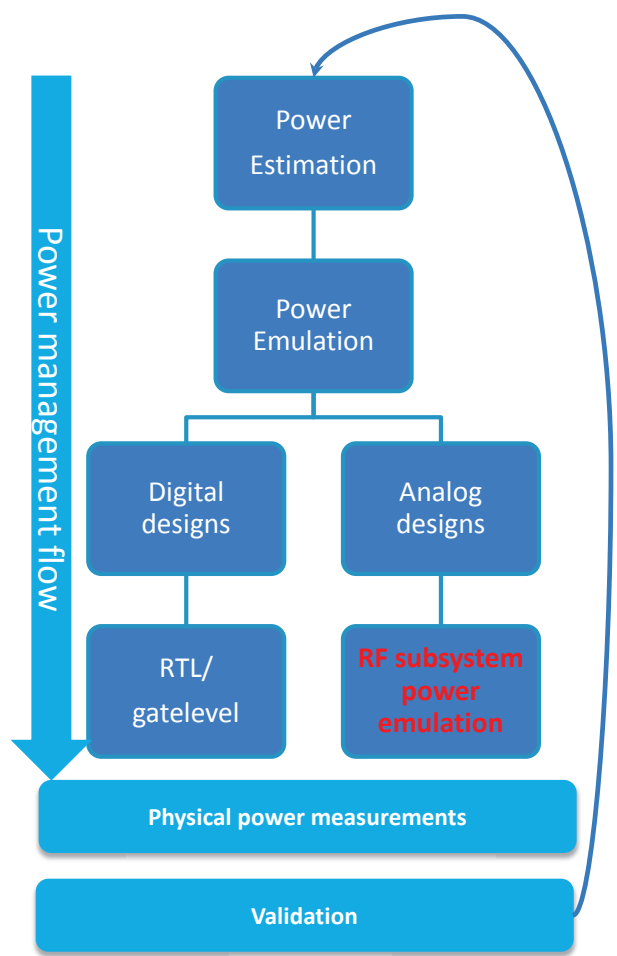 Power
Estimation
Power management flow
Power
Emulation
Digital
designs
Analog
designs
RTL/
gatelevel
RF subsystem
power
emulation
Physical power measurements
Validation